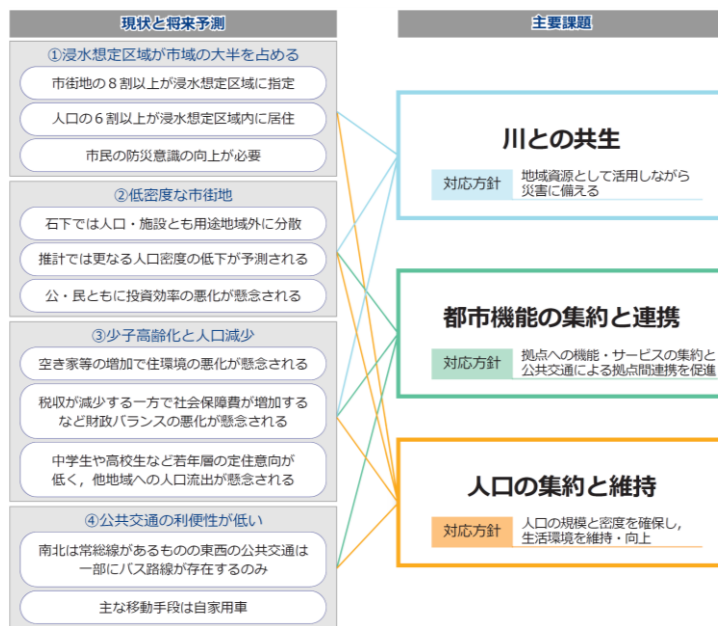 現状と将来予測
①浸水想定区域が市域の大半を占める
市街地の８割以上が浸水想定区域に指定
人口の６割以上が浸水想定区域内に居住
市民の防災意識の向上が必要
②低密度な市街地
石下では人口・施設とも用途地域外に分散
推計では更なる人口密度の低下が予測される
公・民ともに投資効率の悪化が懸念される
③少子高齢化と人口減少
空き家等の増加で住環境の悪化が懸念される
税収が減少する一方で社会保障費が増加する
など財政バランスの悪化が懸念される
中学生や高校生など若年層の定住意向が
低く，他地域への人口流出が懸念される
④公共交通の利便性が低い
南北は常総線があるものの東西の公共交通は
一部にバス路線が存在するのみ
主な移動手段は自家用車
主要課題
川との共生
対応方針
地域資源として活用しながら
災害に備える
都市機能の集約と連携
対応方針
拠点への機能・サービスの集約と
公共交通による拠点間連携を促進
人口の集約と維持
対応方針
人口の規模と密度を確保し，
生活環境を維持・向上